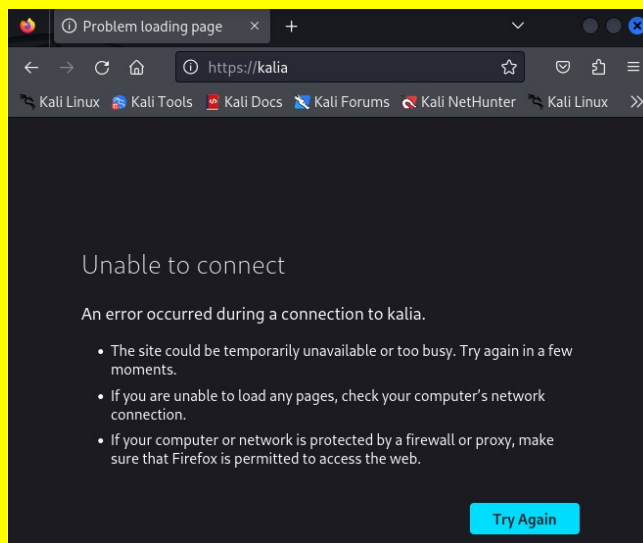 Problem loading page
https://kalia
Kali Linux Kali Tools Kali Docs Kali Forums Kali NetHunter Kali Linux
Unable to connect
An error occurred during a connection to kalia.
• The site could be temporarily unavailable or too busy. Try again in a few
moments.
• If you are unable to load any pages, check your computer’s network
connection.
• If your computer or network is protected by a firewall or proxy, make
sure that Firefox is permitted to access the web.
Try Again